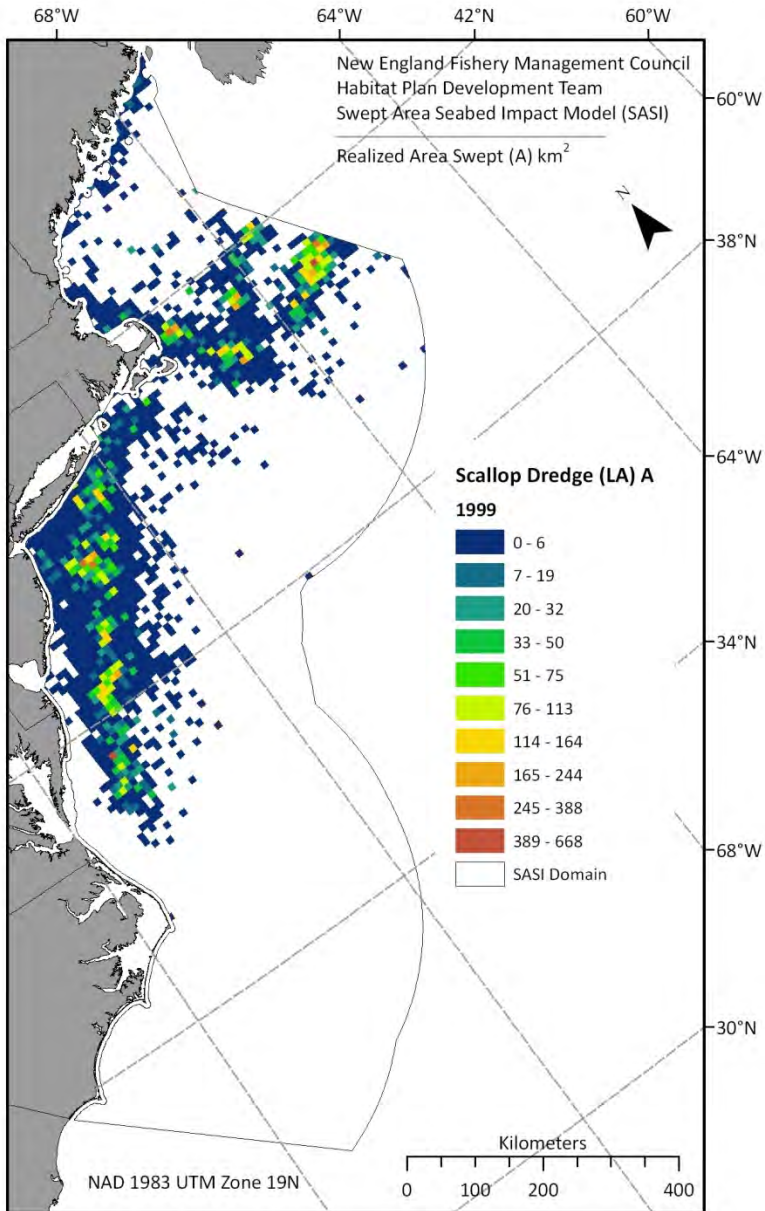 68°W 64°W 42°N 60°W
New England Fishery Management Council
Habitat Plan Development Team
Swept Area Seabed Impact Model (SASI)
Realized Area Swept (A) km²
60°W
N
38°N
64°W
Scallop Dredge (LA) A
1999
0 - 6
7 - 19
20 - 32
33 - 50
51 - 75
76 - 113
114 - 164
165 - 244
245 - 388
389 - 668
SASI Domain
34°N
68°W
30°N
Kilometers
0 100 200 400
NAD 1983 UTM Zone 19N